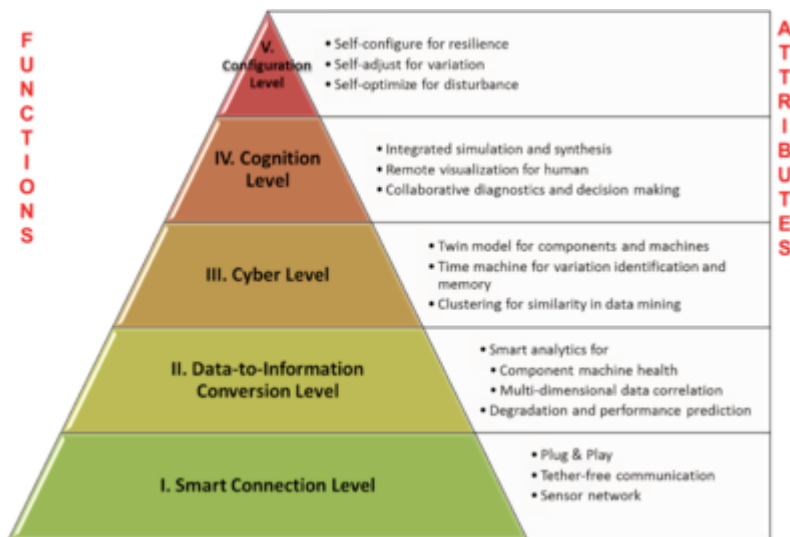 FUNCTIONS
ATTRIBUTES
V.
Configuration
Level
• Self-configure for resilience
• Self-adjust for variation
• Self-optimize for disturbance
IV. Cognition
Level
• Integrated simulation and synthesis
• Remote visualization for human
• Collaborative diagnostics and decision making
III. Cyber Level
• Twin model for components and machines
• Time machine for variation identification and
memory
• Clustering for similarity in data mining
II. Data-to-Information
Conversion Level
• Smart analytics for
• Component machine health
• Multi-dimensional data correlation
• Degradation and performance prediction
I. Smart Connection Level
• Plug & Play
• Tether-free communication
• Sensor network